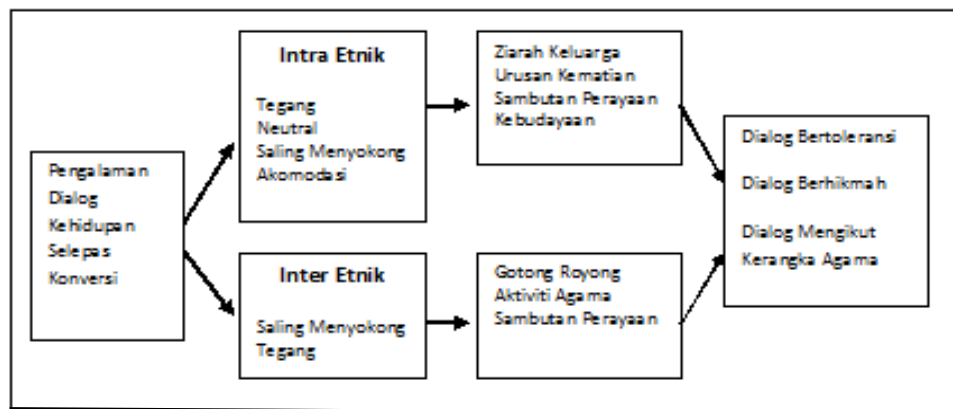 Pengalaman
Dialog
Kehidupan
Selepas
Konversi
Intra Etnik
Tegang
Neutral
Saling Menyokong
Akomodasi
Ziarah Keluarga
Urusan Kematian
Sambutan Perayaan
Kebudayaan
Inter Etnik
Saling Menyokong
Tegang
Gotong Royong
Aktiviti Agama
Sambutan Perayaan
Dialog Bertoleransi
Dialog Berhikmah
Dialog Mengikut
Kerangka Agama